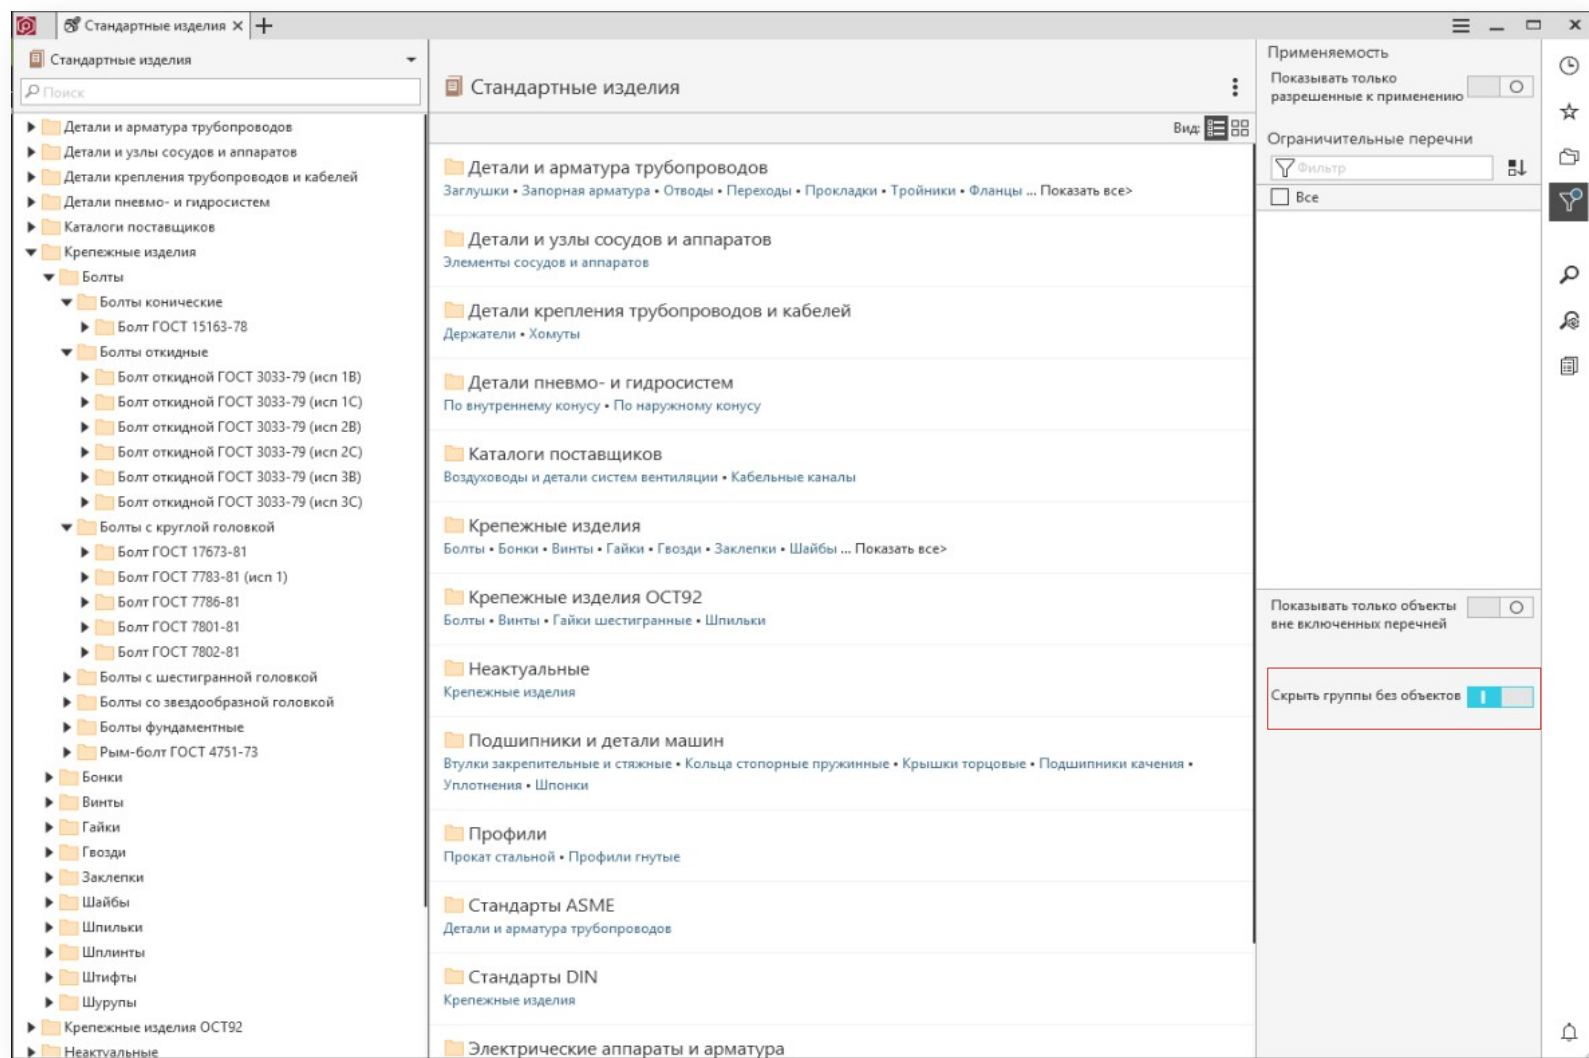 Стандартные изделия
Стандартные изделия
Поиск
Детали и арматура трубопроводов
Детали и узлы сосудов и аппаратов
Детали крепления трубопроводов и кабелей
Детали пневмо- и гидросистем
Каталоги поставщиков
Крепежные изделия
Болты
Болты конические
Болт ГОСТ 15163-78
Болты откидные
Болт откидной ГОСТ 3033-79 (исп 1В)
Болт откидной ГОСТ 3033-79 (исп 1С)
Болт откидной ГОСТ 3033-79 (исп 2В)
Болт откидной ГОСТ 3033-79 (исп 2С)
Болт откидной ГОСТ 3033-79 (исп 3В)
Болт откидной ГОСТ 3033-79 (исп 3С)
Болты с круглой головкой
Болт ГОСТ 17673-81
Болт ГОСТ 7783-81 (исп 1)
Болт ГОСТ 7786-81
Болт ГОСТ 7801-81
Болт ГОСТ 7802-81
Болты с шестигранной головкой
Болты со звездообразной головкой
Болты фундаментные
Рым-болт ГОСТ 4751-73
Бонки
Винты
Гайки
Гвозди
Заклепки
Шайбы
Шпильки
Шплинты
Штифты
Шурупы
Крепежные изделия ОСТ92
Неактуальные
Стандартные изделия
Вид:
Детали и арматура трубопроводов
Заглушки • Запорная арматура • Отводы • Переходы • Прокладки • Тройники • Фланцы ... Показать все>
Детали и узлы сосудов и аппаратов
Элементы сосудов и аппаратов
Детали крепления трубопроводов и кабелей
Держатели • Хомуты
Детали пневмо- и гидросистем
По внутреннему конусу • По наружному конусу
Каталоги поставщиков
Воздуховоды и детали систем вентиляции • Кабельные каналы
Крепежные изделия
Болты • Бонки • Винты • Гайки • Гвозди • Заклепки • Шайбы ... Показать все>
Крепежные изделия ОСТ92
Болты • Винты • Гайки шестигранные • Шпильки
Неактуальные
Крепежные изделия
Подшипники и детали машин
Втулки закрепительные и стяжные • Кольца стопорные пружинные • Крышки торцовые • Подшипники качения •
Уплотнения • Шпонки
Профили
Прокат стальной • Профили гнутые
Стандарты ASME
Детали и арматура трубопроводов
Стандарты DIN
Крепежные изделия
Электрические аппараты и арматура
Применяемость
Показывать только
разрешенные к применению
Ограничительные перечни
Фильтр
Все
Показывать только объекты
вне включенных перечней
Скрыть группы без объектов